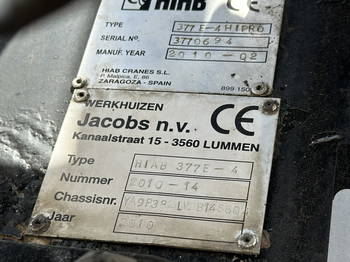 HIAB CE
TYPE 377E-4HIPRO
SERIAL NO. 3770694
MANUF. YEAR 2010-02
HIAB CRANES S.L.
ZARAGOZA - SPAIN
WERKHUIZEN
Jacobs n.v. CE
Kanaalstraat 15 - 3560 LUMMEN
Type HIAB 377E-4
Nummer 2010-14
Chassisnr.
Jaar 2010